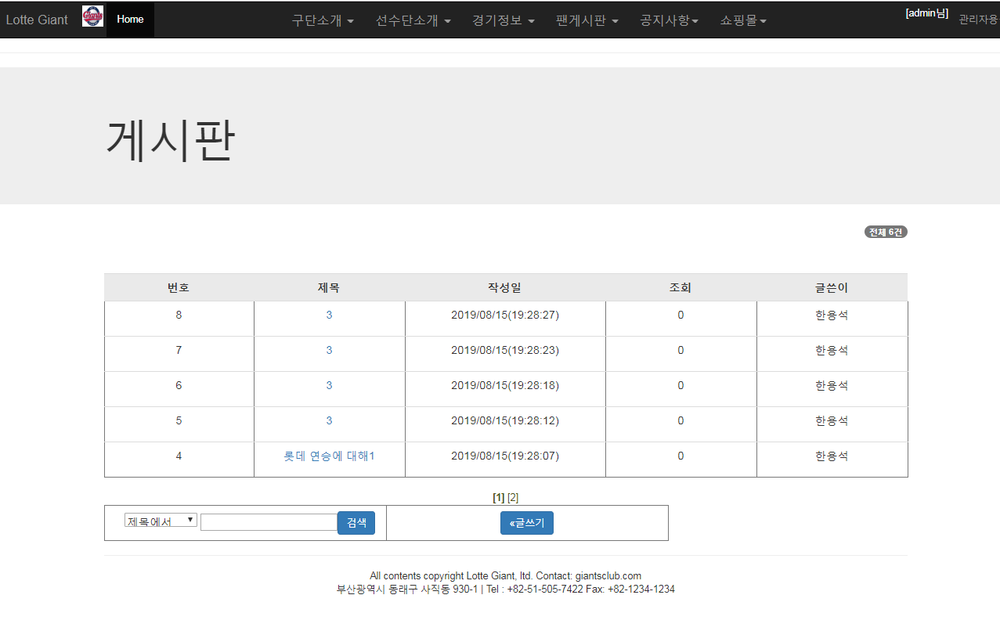 Lotte Giant Giants Home 구단소개 선수단소개 경기정보 팬게시판 공지사항 쇼핑몰 [admin님] 관리자용
게시판
전체 6건
번호 제목 작성일 조회 글쓴이
8 3 2019/08/15(19:28:27) 0 한용석
7 3 2019/08/15(19:28:23) 0 한용석
6 3 2019/08/15(19:28:18) 0 한용석
5 3 2019/08/15(19:28:12) 0 한용석
4 롯데 연승에 대해1 2019/08/15(19:28:07) 0 한용석
[1] [2]
제목에서 검색 «글쓰기
All contents copyright Lotte Giant, ltd. Contact: giantsclub.com
부산광역시 동래구 사직동 930-1 | Tel : +82-51-505-7422 Fax: +82-1234-1234